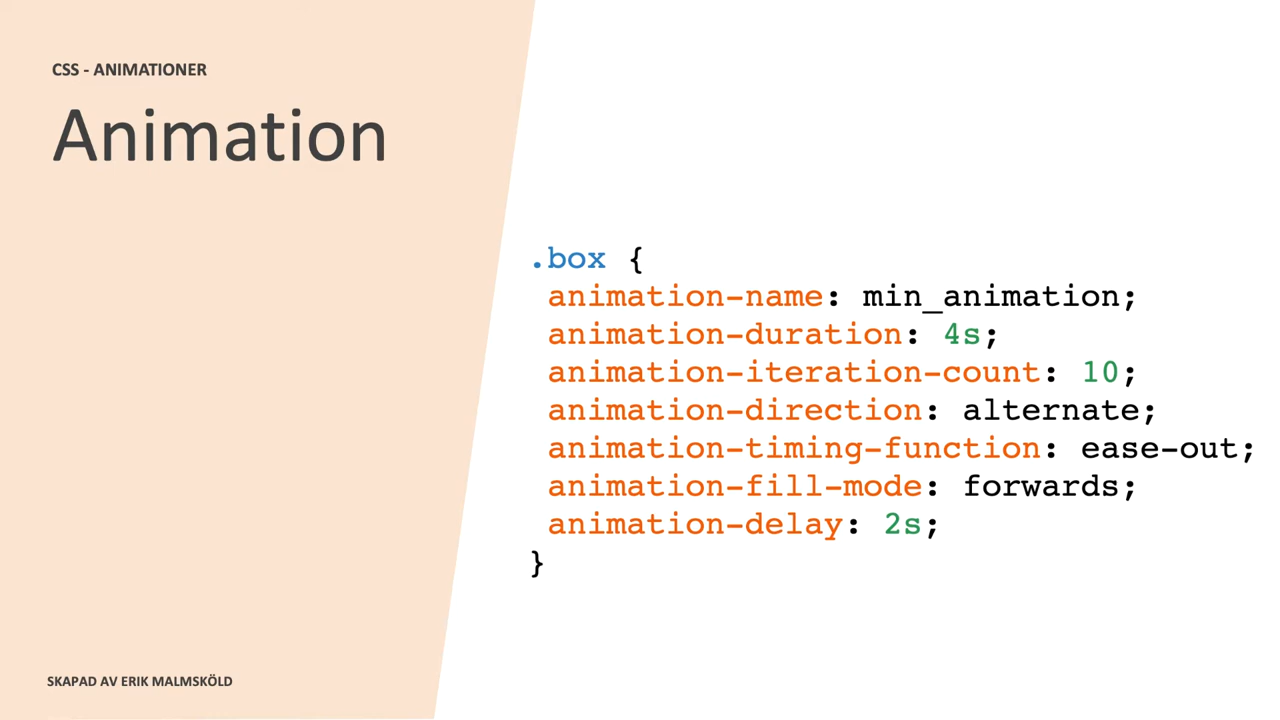 CSS - ANIMATIONER
Animation
.box {
animation-name: min_animation;
animation-duration: 4s;
animation-iteration-count: 10;
animation-direction: alternate;
animation-timing-function: ease-out;
animation-fill-mode: forwards;
animation-delay: 2s;
}
SKAPAD AV ERIK MALMSKÖLD